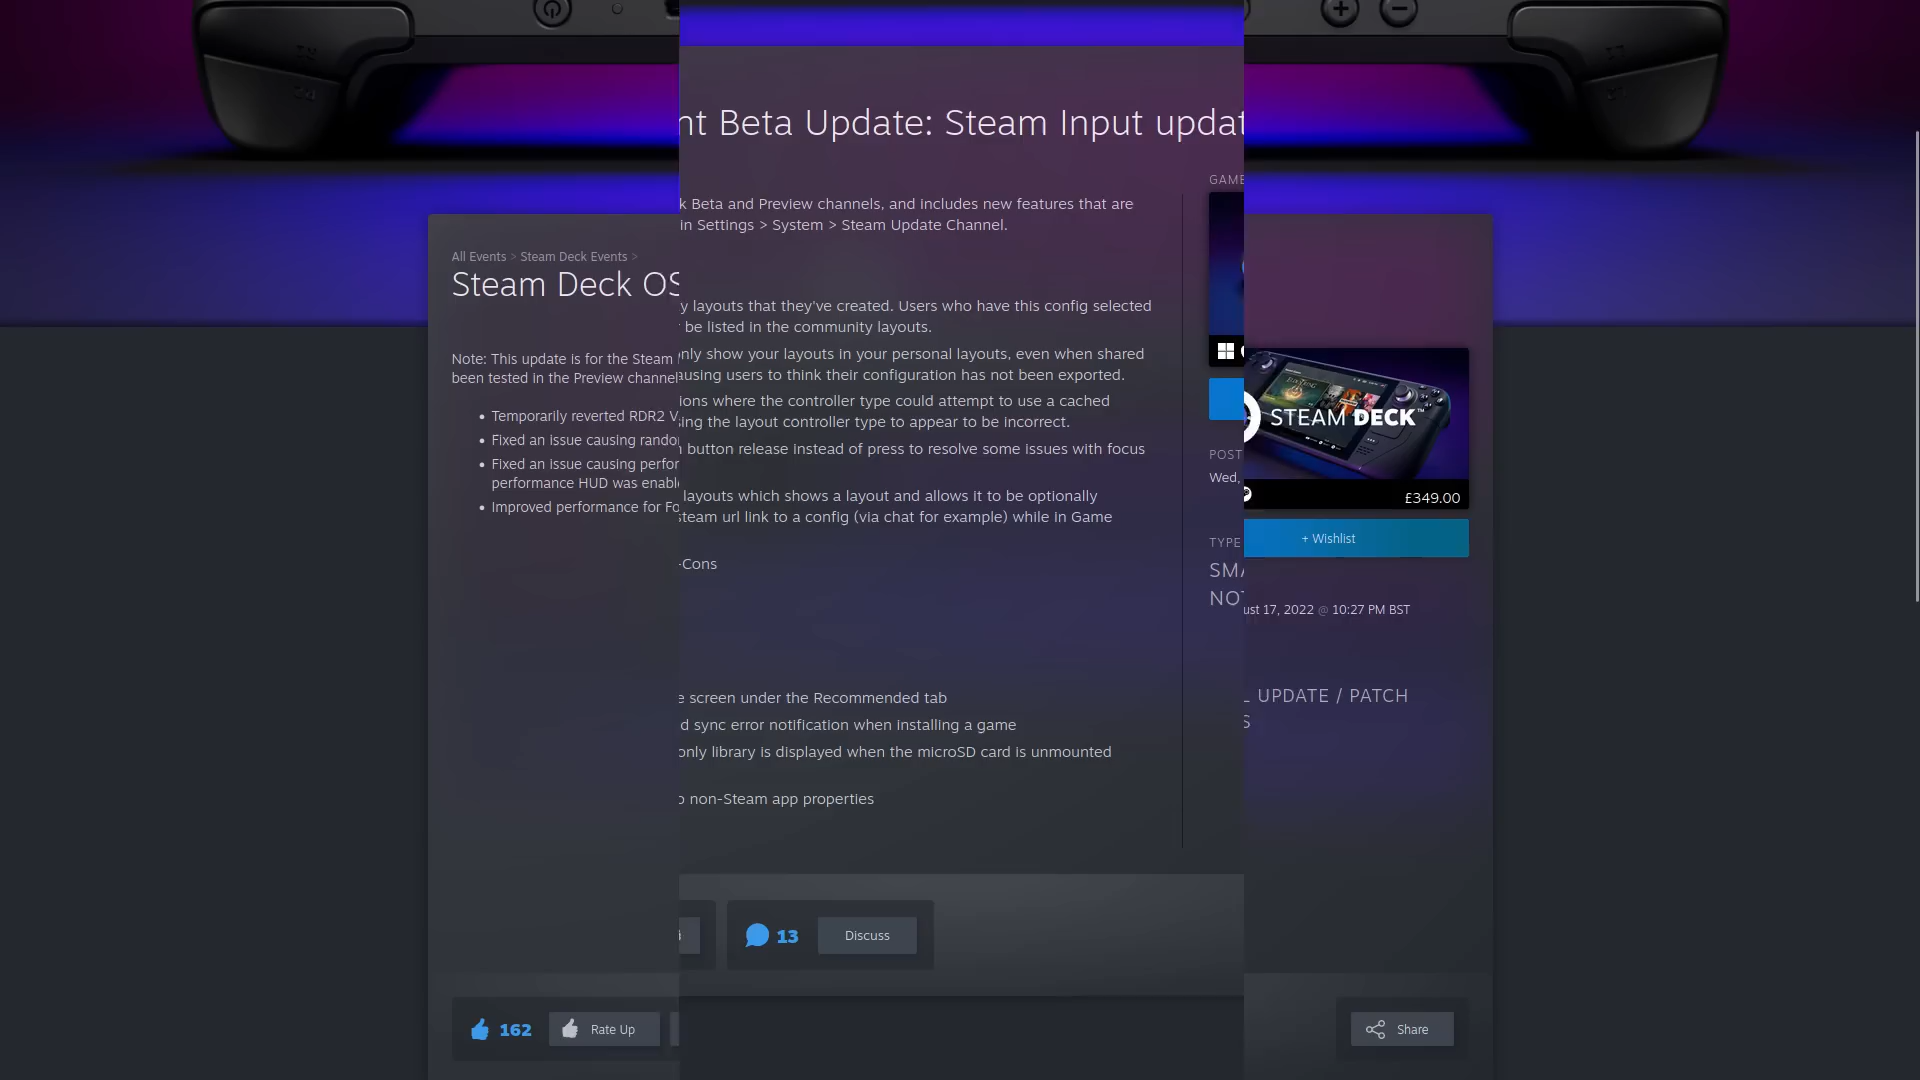 All Events > Steam Deck Events >
Steam Deck OS
Note: This update is for the Steam
been tested in the Preview channel
Temporarily reverted RDR2 V
Fixed an issue causing rando
Fixed an issue causing perfor
performance HUD was enable
Improved performance for Fo
162
Rate Up
nt Beta Update: Steam Input updat
k Beta and Preview channels, and includes new features that are
in Settings > System > Steam Update Channel.
y layouts that they've created. Users who have this config selected
be listed in the community layouts.
nly show your layouts in your personal layouts, even when shared
ausing users to think their configuration has not been exported.
ions where the controller type could attempt to use a cached
sing the layout controller type to appear to be incorrect.
button release instead of press to resolve some issues with focus
layouts which shows a layout and allows it to be optionally
steam url link to a config (via chat for example) while in Game
-Cons
e screen under the Recommended tab
d sync error notification when installing a game
only library is displayed when the microSD card is unmounted
o non-Steam app properties
13
Discuss
GAME
POST
Wed,
TYPE
SMA
NOT
STEAM DECK™
£349.00
+ Wishlist
ust 17, 2022 @ 10:27 PM BST
L UPDATE / PATCH
S
Share